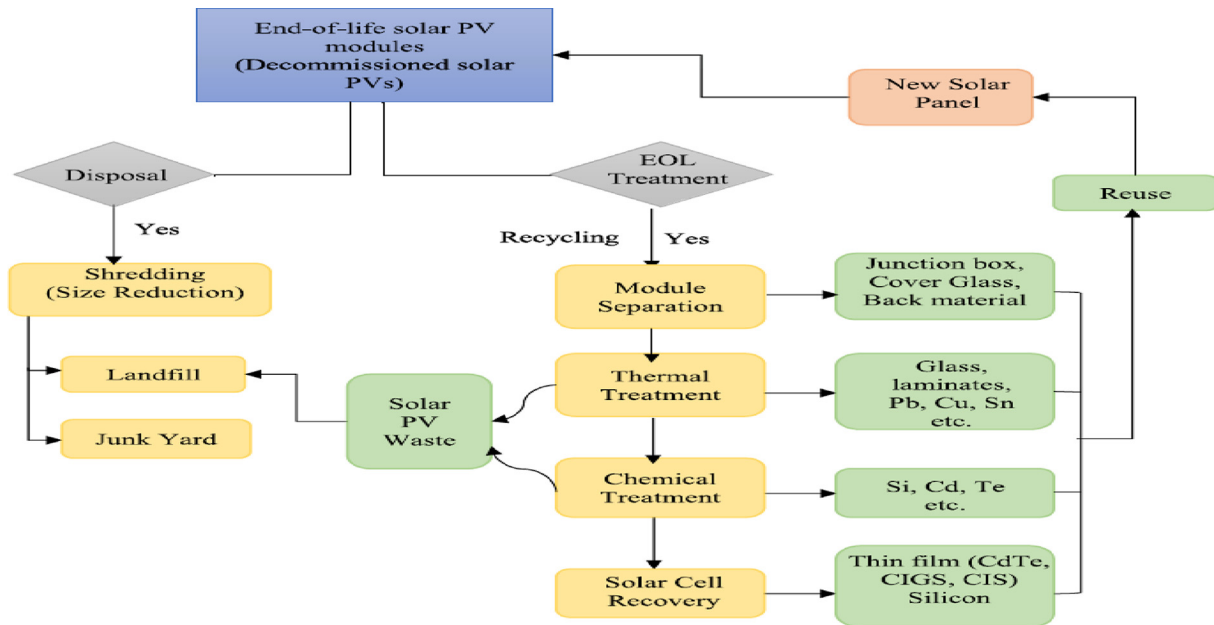 End-of-life solar PV
modules
(Decommissioned solar
PVs)
New Solar
Panel
Disposal
EOL
Treatment
Reuse
Yes
Recycling
Yes
Shredding
(Size Reduction)
Module
Separation
Junction box,
Cover Glass,
Back material
Landfill
Solar
PV
Waste
Thermal
Treatment
Glass,
laminates,
Pb, Cu, Sn
etc.
Junk Yard
Chemical
Treatment
Si, Cd, Te
etc.
Solar Cell
Recovery
Thin film (CdTe,
CIGS, CIS)
Silicon